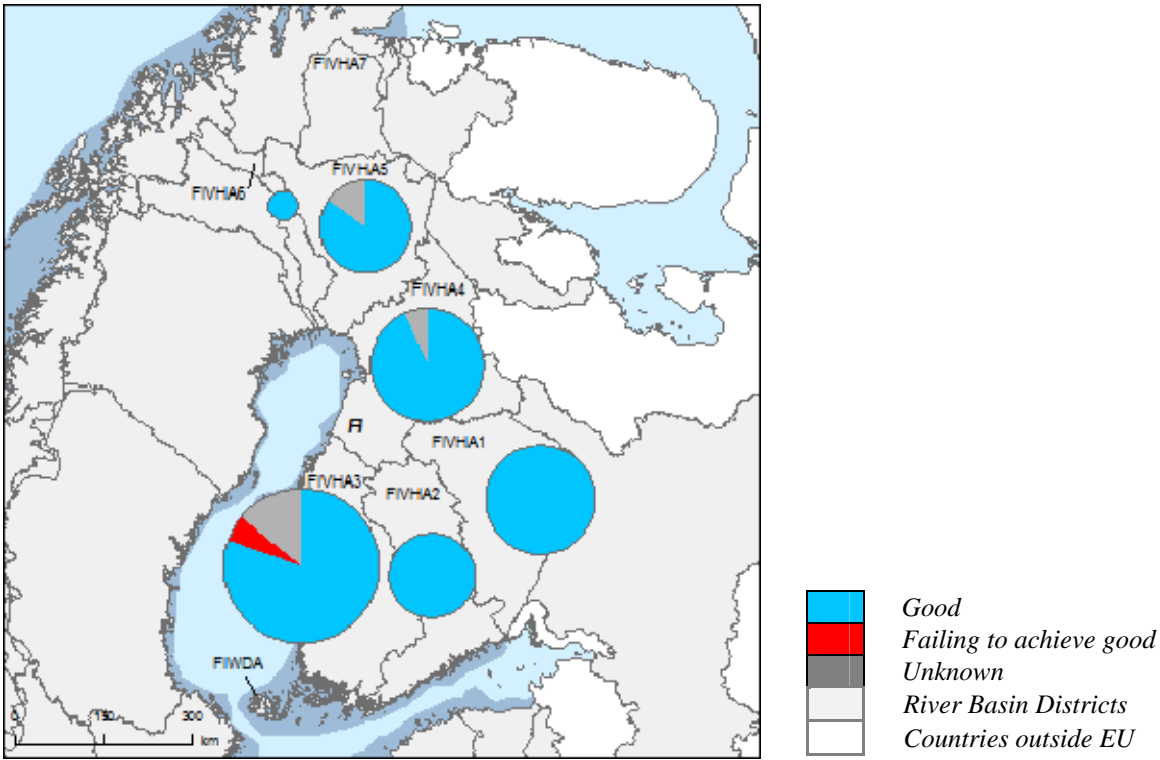 FIVHA7
FIVHA5
FIVHA6
FIVHA4
FI
FIVHA1
FIVHA3
FIVHA2
FIWDA
0 150 300
km
Good
Failing to achieve good
Unknown
River Basin Districts
Countries outside EU